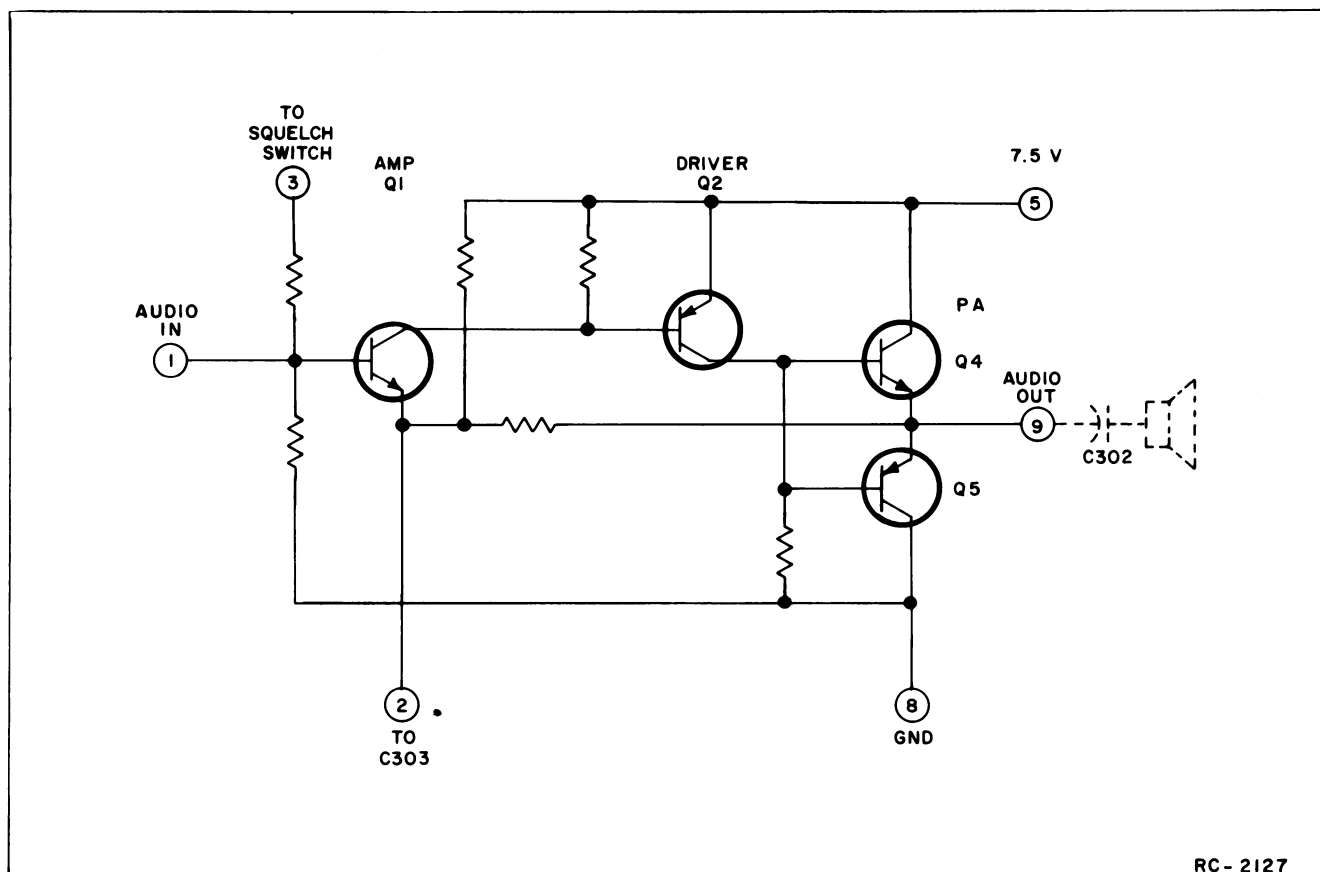 TO
SQUELCH
SWITCH
3
AMP
Q1
DRIVER
Q2
7.5 V
5
AUDIO
IN
1
PA
Q4
AUDIO
OUT
9
C302
Q5
2
TO
C303
8
GND
RC-2127